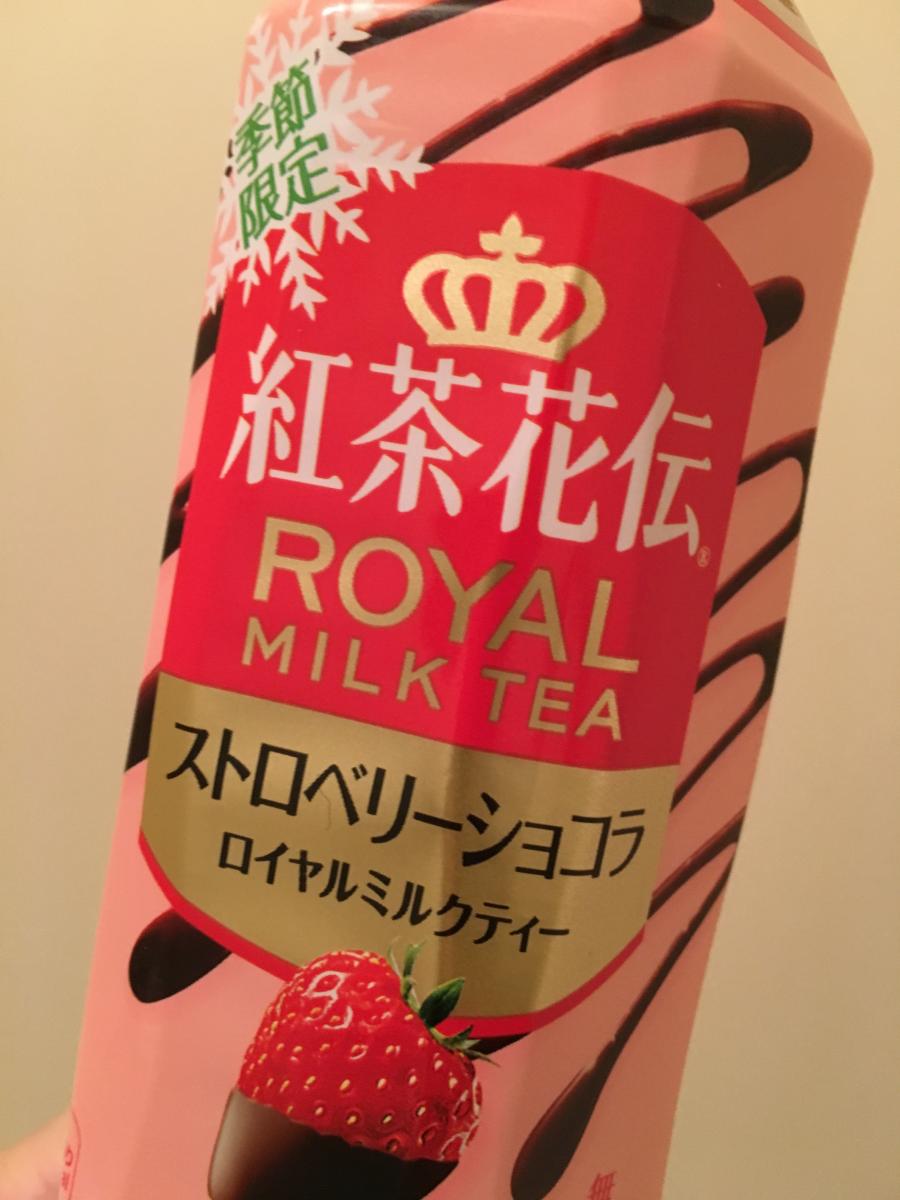 季節
限定
紅茶花伝®
ROYAL
MILK TEA
ストロベリーショコラ
ロイヤルミルクティー
無